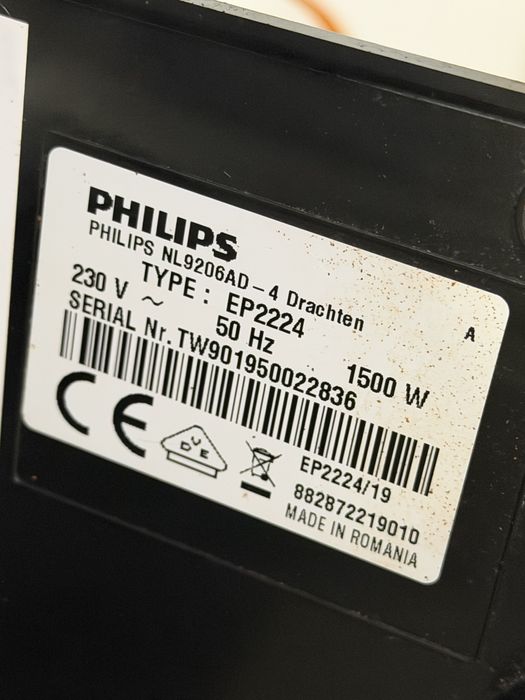 PHILIPS
PHILIPS NL9206AD-4 Drachten
A
TYPE: EP2224
230 V ~ 50 Hz 1500 W
SERIAL Nr. TW901950022836
DVE
EP2224/19
882872219010
MADE IN ROMANIA